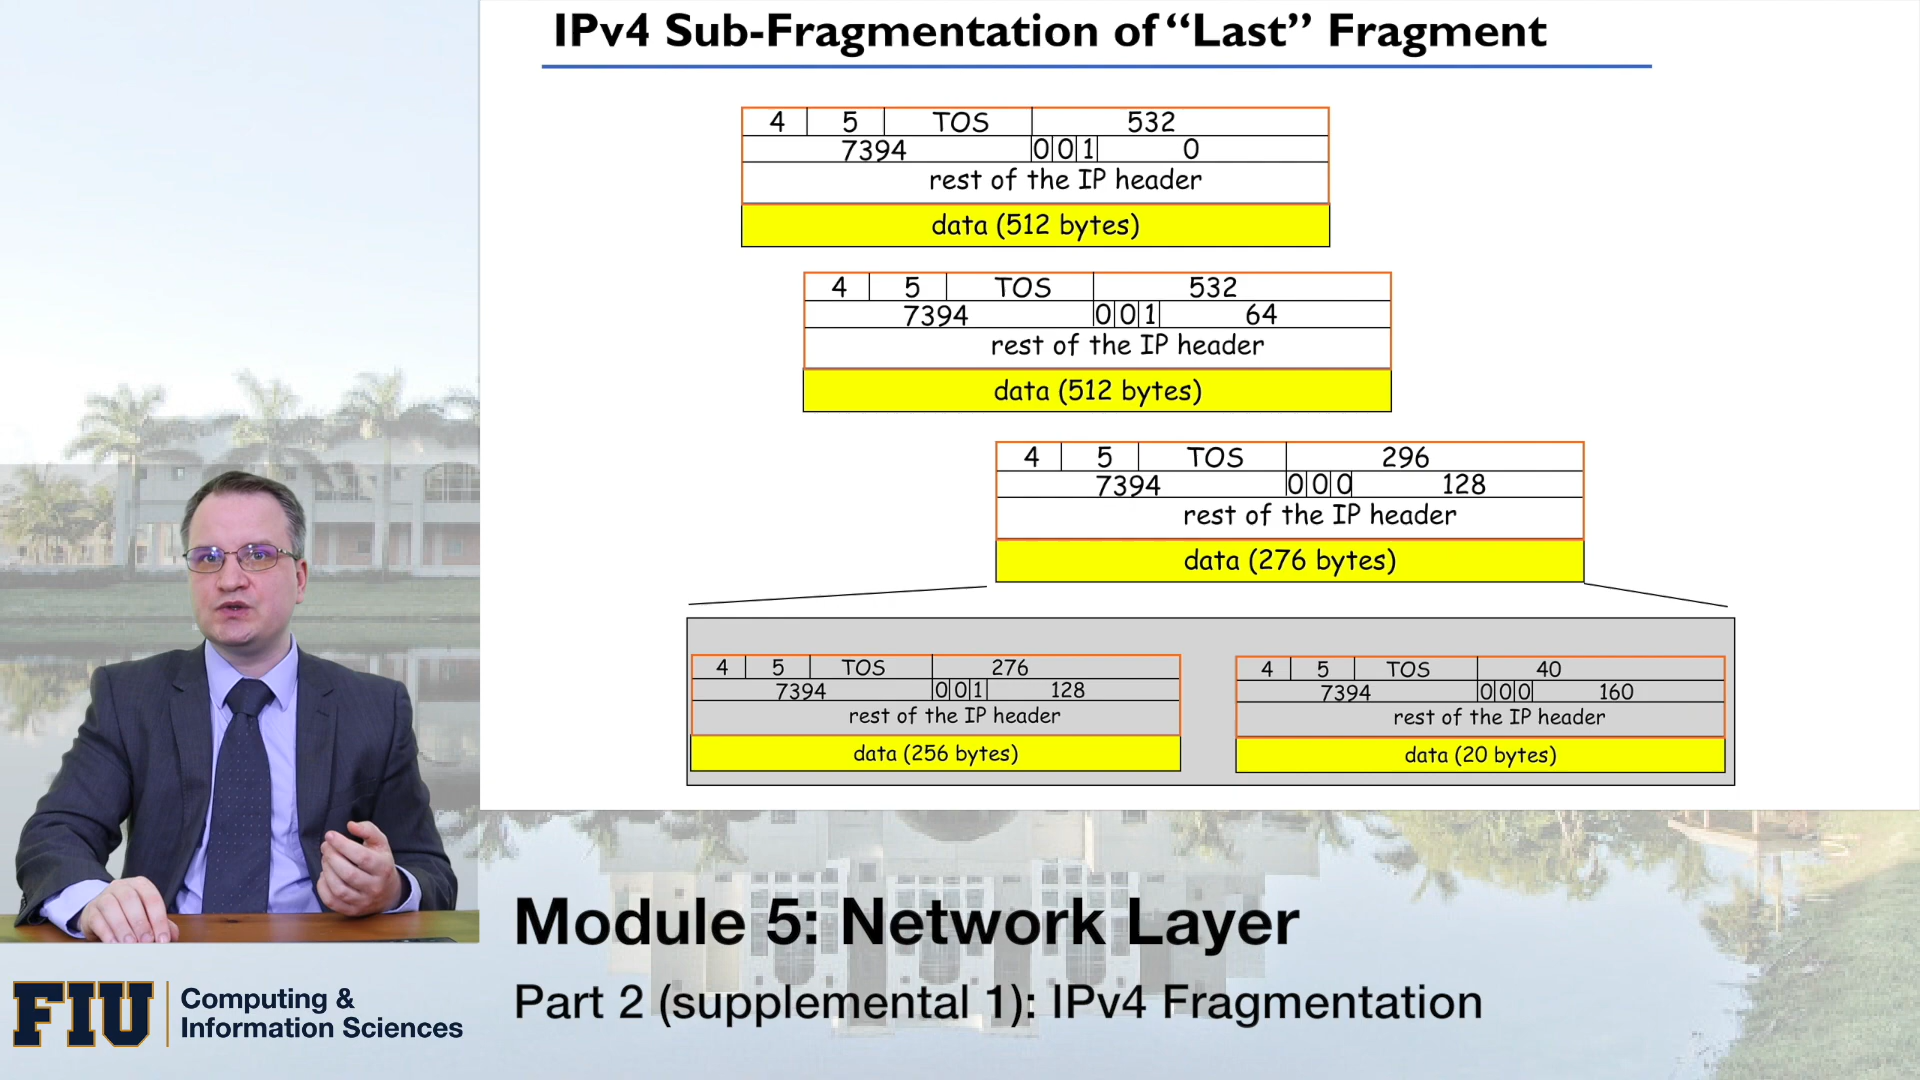 IPv4 Sub-Fragmentation of “Last” Fragment
4 5 TOS 532
7394 0 0 1 0
rest of the IP header
data (512 bytes)
4 5 TOS 532
7394 0 0 1 64
rest of the IP header
data (512 bytes)
4 5 TOS 296
7394 0 0 0 128
rest of the IP header
data (276 bytes)
4 5 TOS 276
7394 0 0 1 128
rest of the IP header
data (256 bytes)
4 5 TOS 40
7394 0 0 0 160
rest of the IP header
data (20 bytes)
Module 5: Network Layer
Part 2 (supplemental 1): IPv4 Fragmentation
FIU
Computing &
Information Sciences